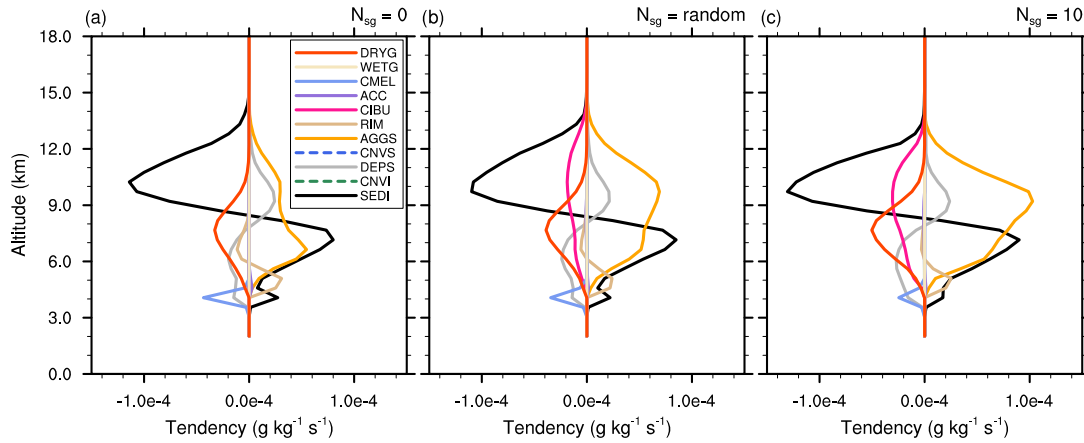 (a)
N_sg = 0
(b)
N_sg = random
(c)
N_sg = 10
18.0
15.0
12.0
9.0
6.0
3.0
0.0
Altitude (km)
DRYG
WETG
CMEL
ACC
CIBU
RIM
AGGS
CNVS
DEPS
CNVI
SEDI
-1.0e-4 0.0e-4 1.0e-4
-1.0e-4 0.0e-4 1.0e-4
-1.0e-4 0.0e-4 1.0e-4
Tendency (g kg⁻¹ s⁻¹)
Tendency (g kg⁻¹ s⁻¹)
Tendency (g kg⁻¹ s⁻¹)